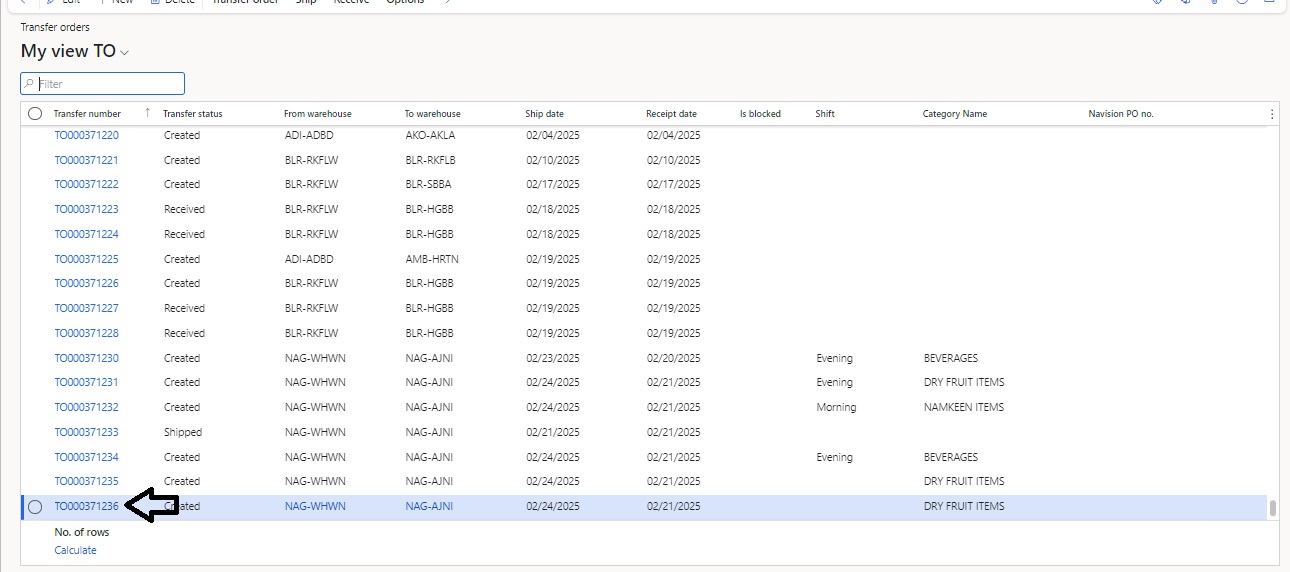 Edit New Delete Transfer order Ship Receive Options
Transfer orders
My view TO
Filter
Transfer number ↑ Transfer status From warehouse To warehouse Ship date Receipt date Is blocked Shift Category Name Navision PO no.
TO000371220 Created ADI-ADBD AKO-AKLA 02/04/2025 02/04/2025
TO000371221 Created BLR-RKFLW BLR-RKFLB 02/10/2025 02/10/2025
TO000371222 Created BLR-RKFLW BLR-SBBA 02/17/2025 02/17/2025
TO000371223 Received BLR-RKFLW BLR-HGBB 02/18/2025 02/18/2025
TO000371224 Received BLR-RKFLW BLR-HGBB 02/18/2025 02/18/2025
TO000371225 Created ADI-ADBD AMB-HRTN 02/19/2025 02/19/2025
TO000371226 Created BLR-RKFLW BLR-HGBB 02/19/2025 02/19/2025
TO000371227 Received BLR-RKFLW BLR-HGBB 02/19/2025 02/19/2025
TO000371228 Received BLR-RKFLW BLR-HGBB 02/19/2025 02/19/2025
TO000371230 Created NAG-WHWN NAG-AJNI 02/23/2025 02/20/2025 Evening BEVERAGES
TO000371231 Created NAG-WHWN NAG-AJNI 02/24/2025 02/21/2025 Evening DRY FRUIT ITEMS
TO000371232 Created NAG-WHWN NAG-AJNI 02/24/2025 02/21/2025 Morning NAMKEEN ITEMS
TO000371233 Shipped NAG-WHWN NAG-AJNI 02/21/2025 02/21/2025
TO000371234 Created NAG-WHWN NAG-AJNI 02/24/2025 02/21/2025 Evening BEVERAGES
TO000371235 Created NAG-WHWN NAG-AJNI 02/24/2025 02/21/2025 DRY FRUIT ITEMS
TO000371236 Created NAG-WHWN NAG-AJNI 02/24/2025 02/21/2025 DRY FRUIT ITEMS
No. of rows
Calculate